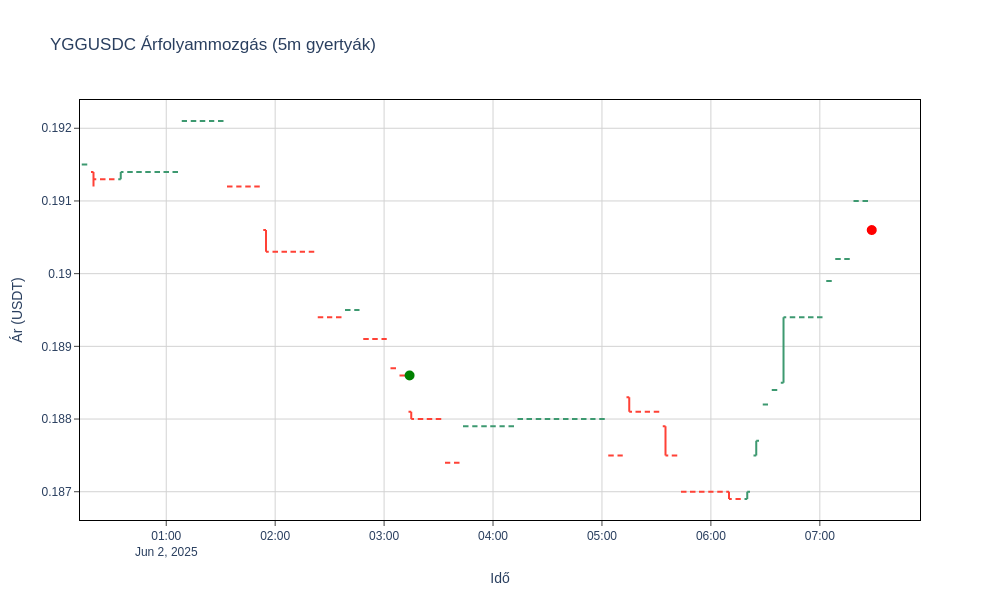 YGGUSDC Árfolyammozgás (5m gyertyák)
0.192
0.191
0.19
0.189
0.188
0.187
Ár (USDT)
01:00 02:00 03:00 04:00 05:00 06:00 07:00
Jun 2, 2025
Idő